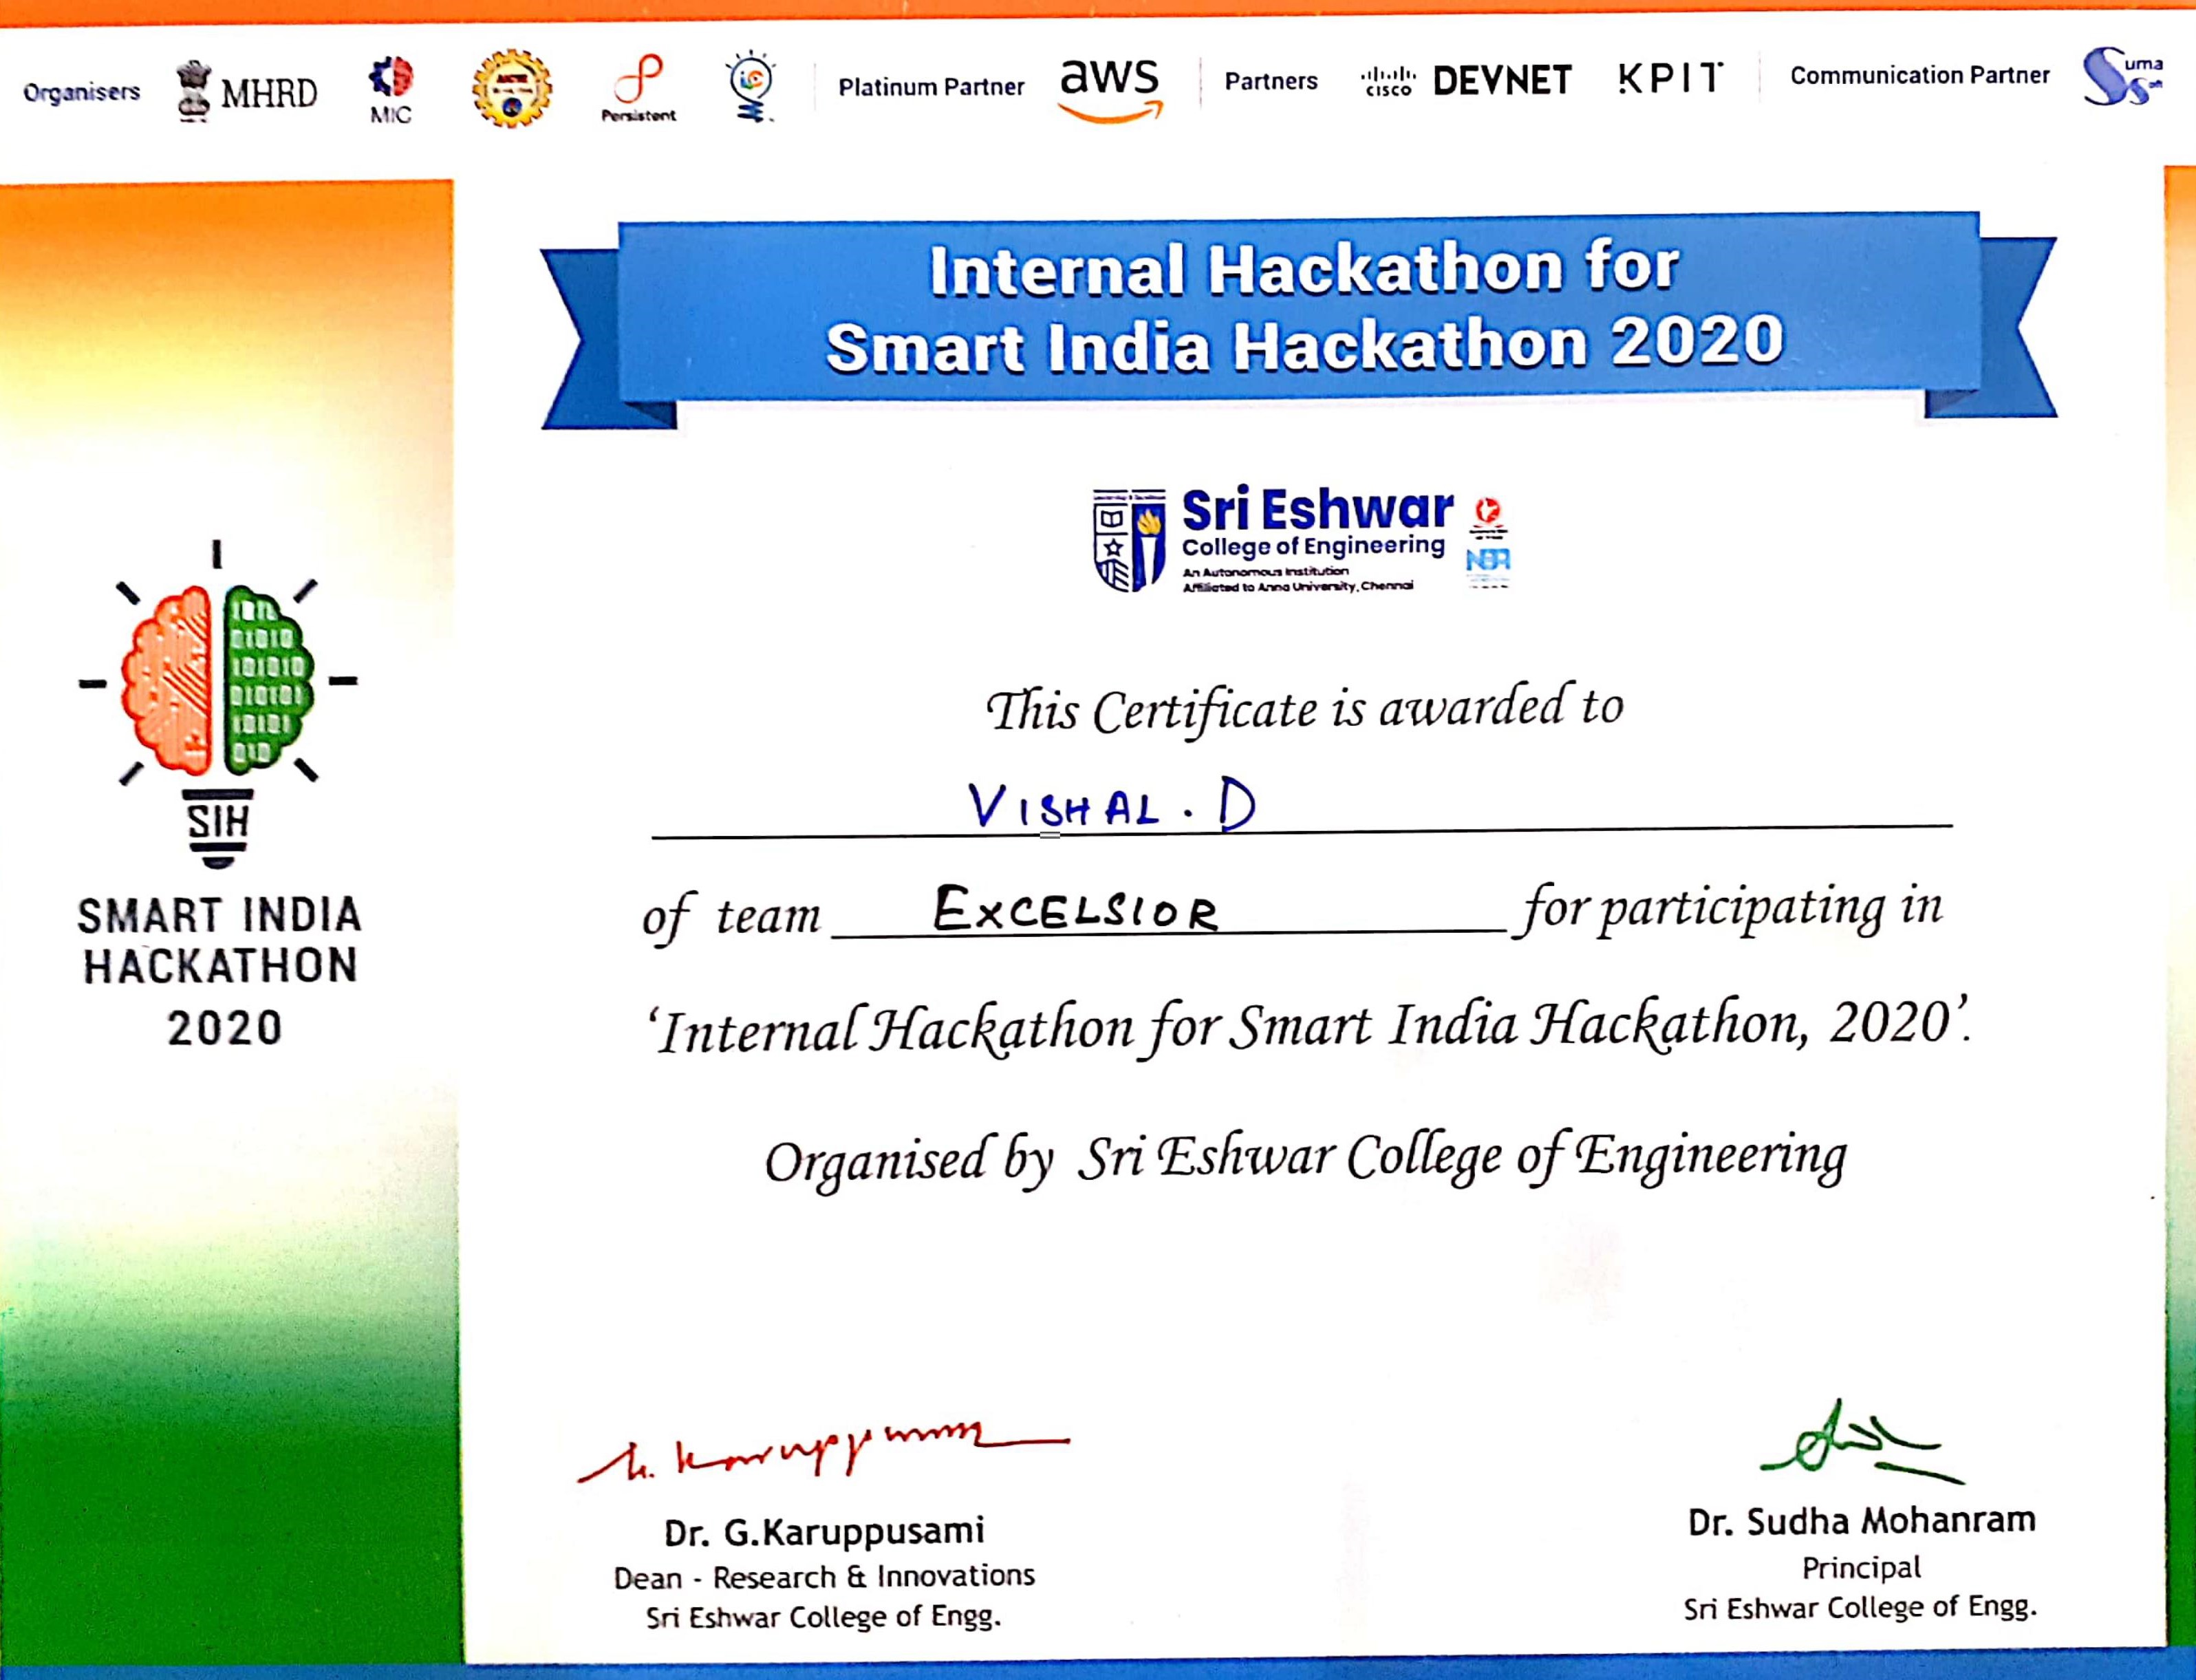 Organisers MHRD MIC Persistent Platinum Partner aws Partners CISCO DEVNET KPIT Communication Partner Suma Soft
Internal Hackathon for
Smart India Hackathon 2020
Sri Eshwar
College of Engineering
An Autonomous Institution
Affiliated to Anna University, Chennai
NBA
SIH
SMART INDIA
HACKATHON
2020
This Certificate is awarded to
VISHAL . D
of team EXCELSIOR for participating in
‘Internal Hackathon for Smart India Hackathon, 2020’.
Organised by Sri Eshwar College of Engineering
Dr. G.Karuppusami
Dean - Research & Innovations
Sri Eshwar College of Engg.
Dr. Sudha Mohanram
Principal
Sri Eshwar College of Engg.